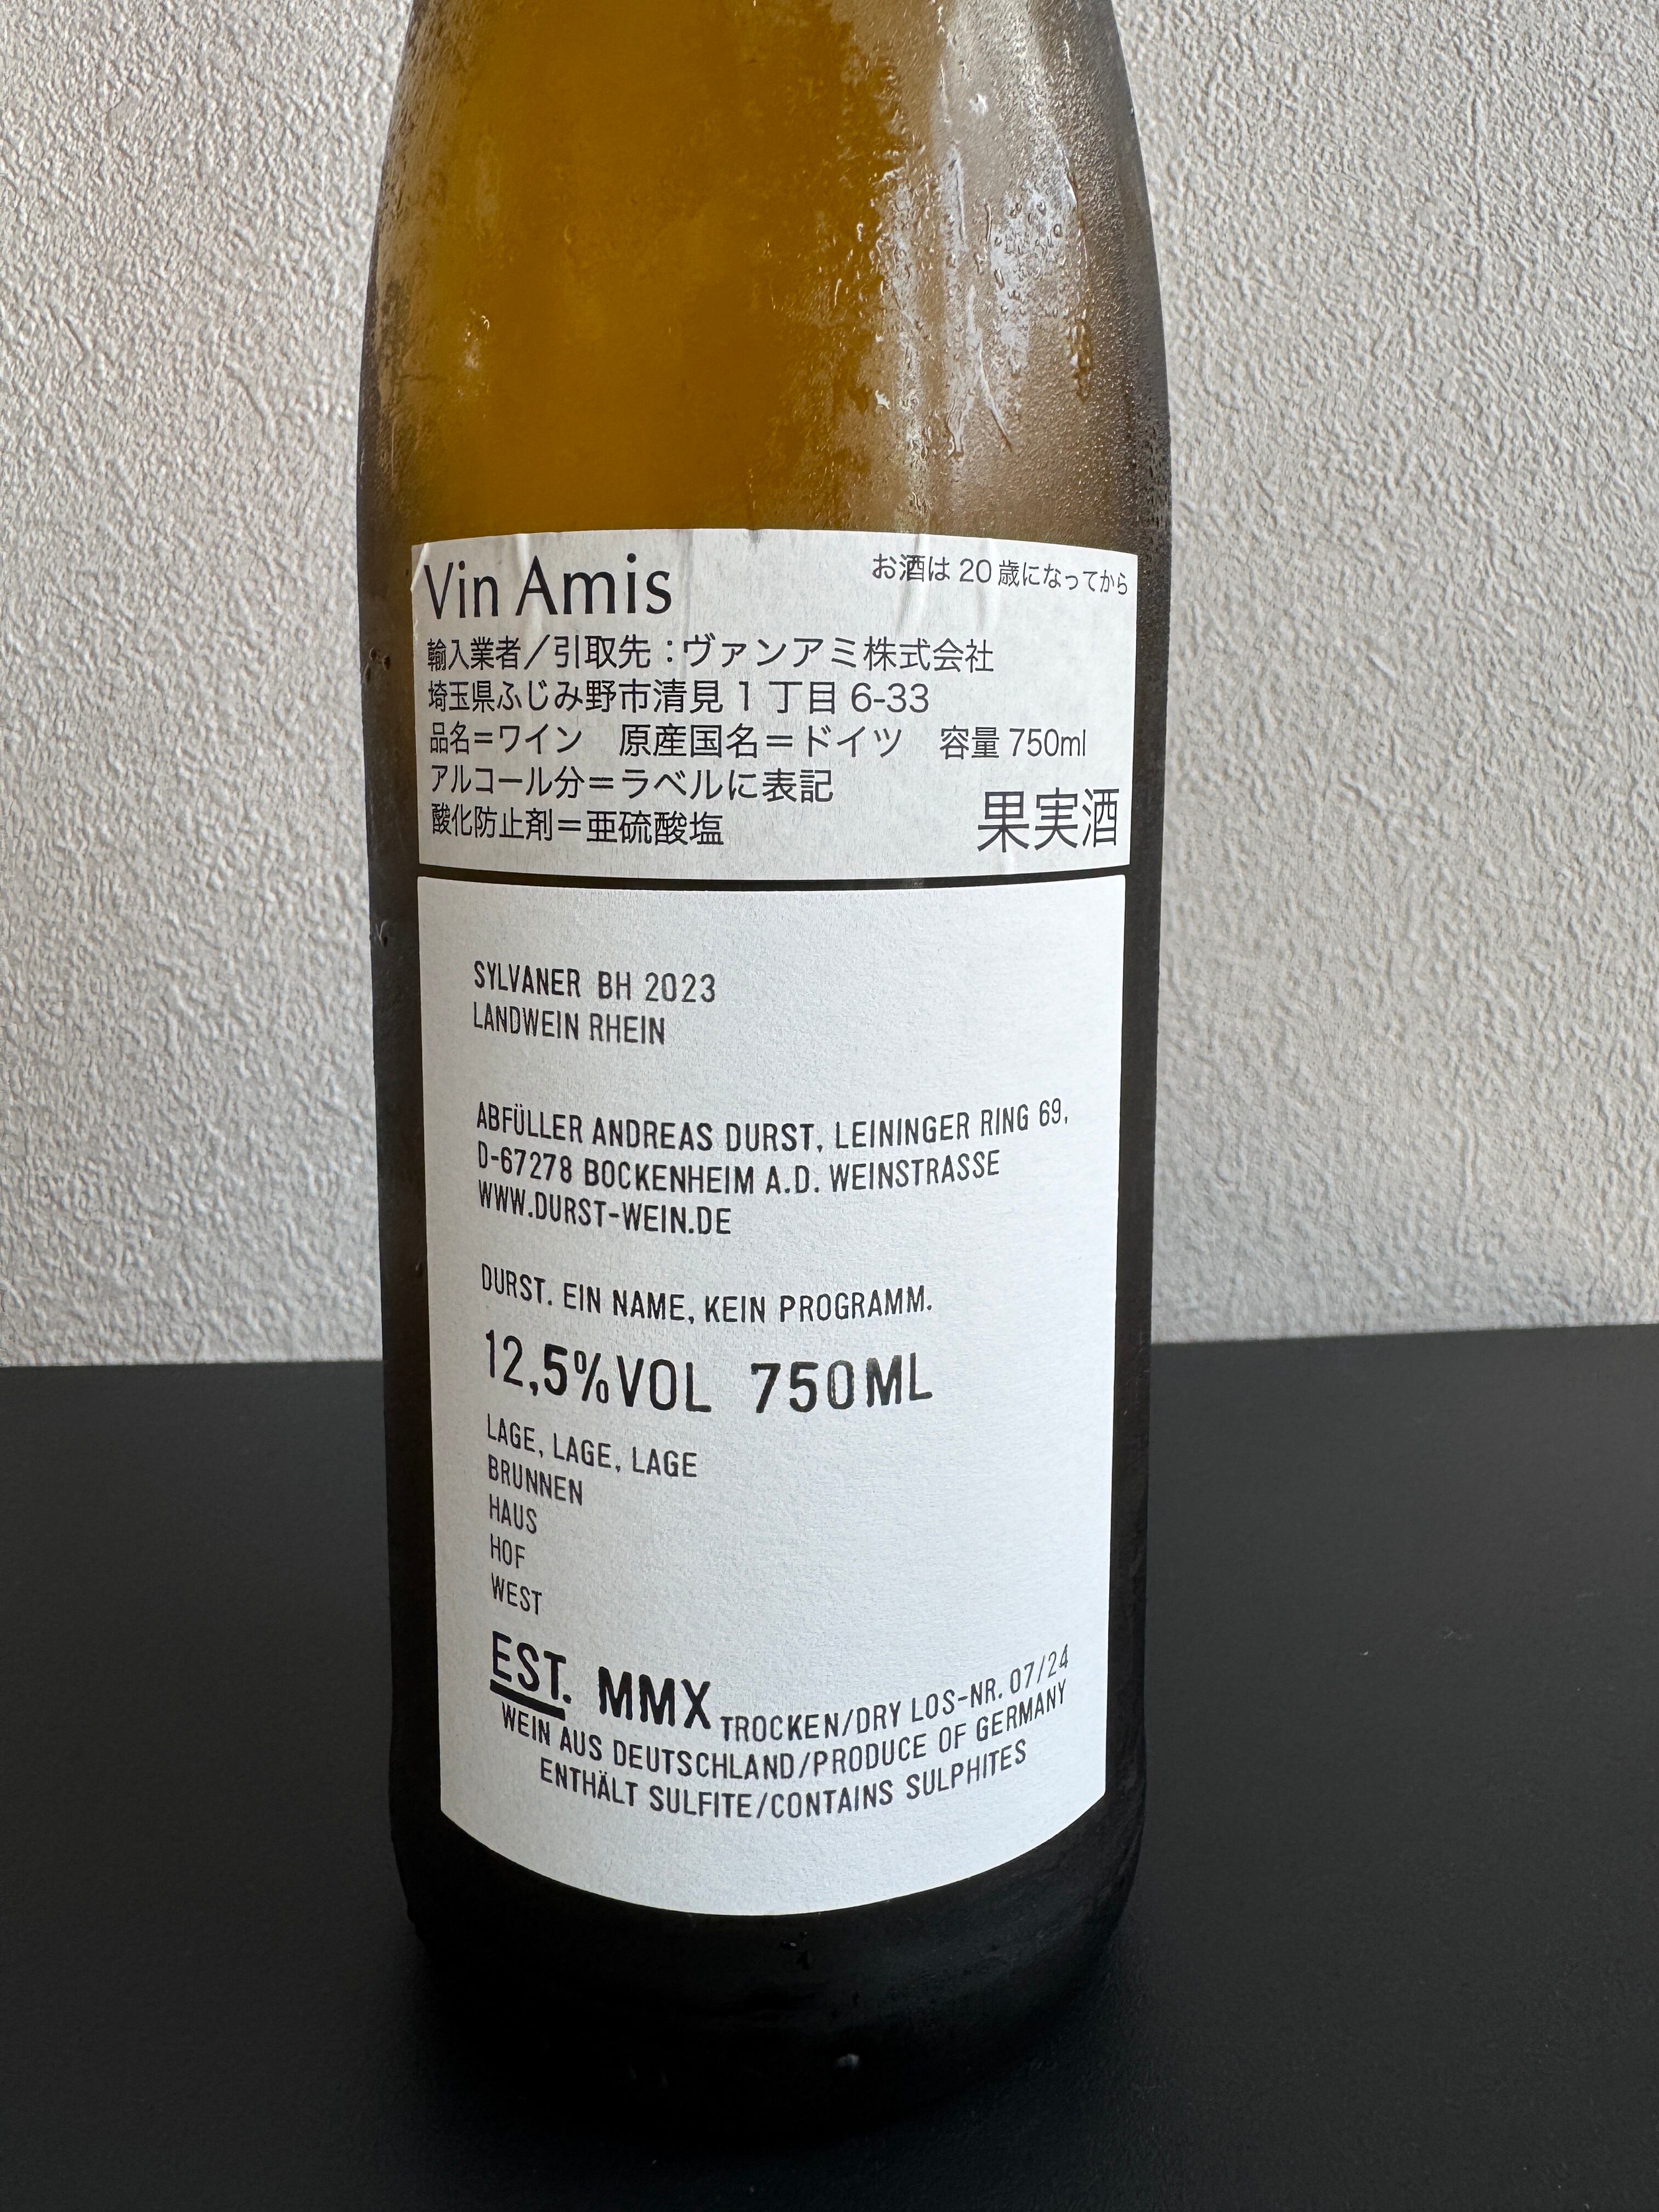 Vin Amis
お酒は20歳になってから
輸入業者／引取先：ヴァンアミ株式会社
埼玉県ふじみ野市清見1丁目6-33
品名＝ワイン　原産国名＝ドイツ　容量750ml
アルコール分＝ラベルに表記
酸化防止剤＝亜硫酸塩
果実酒
SYLVANER BH 2023
LANDWEIN RHEIN
ABFÜLLER ANDREAS DURST, LEININGER RING 69,
D-67278 BOCKENHEIM A.D. WEINSTRASSE
WWW.DURST-WEIN.DE
DURST. EIN NAME, KEIN PROGRAMM.
12,5%VOL 750ML
LAGE, LAGE, LAGE
BRUNNEN
HAUS
HOF
WEST
EST. MMX TROCKEN/DRY LOS-NR. 07/24
WEIN AUS DEUTSCHLAND/PRODUCE OF GERMANY
ENTHÄLT SULFITE/CONTAINS SULPHITES